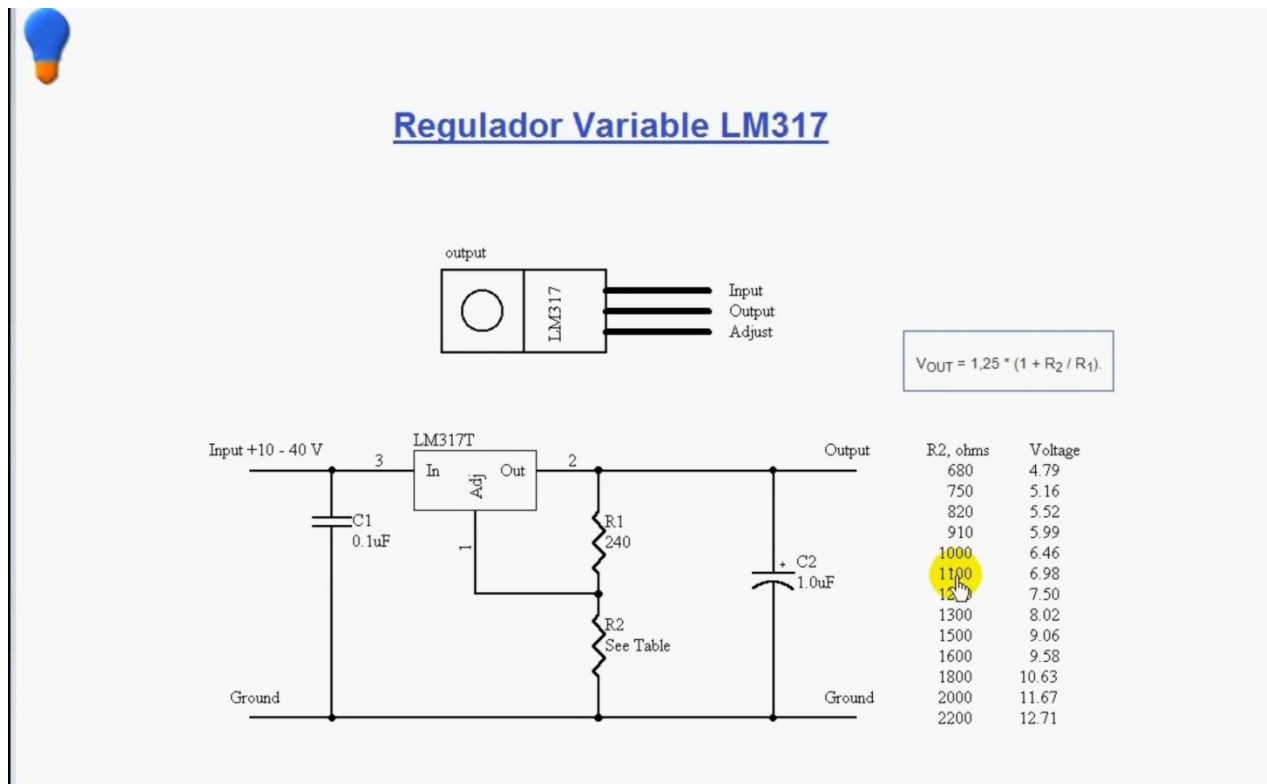 Regulador Variable LM317
output
LM317
Input
Output
Adjust
VOUT = 1,25 * (1 + R2 / R1).
Input +10 - 40 V
3
LM317T
In
Adj
Out
2
1
C1
0.1uF
R1
240
R2
See Table
+ C2
1.0uF
Output
Ground
Ground
R2, ohms Voltage
680 4.79
750 5.16
820 5.52
910 5.99
1000 6.46
1100 6.98
7.50
1300 8.02
1500 9.06
1600 9.58
1800 10.63
2000 11.67
2200 12.71